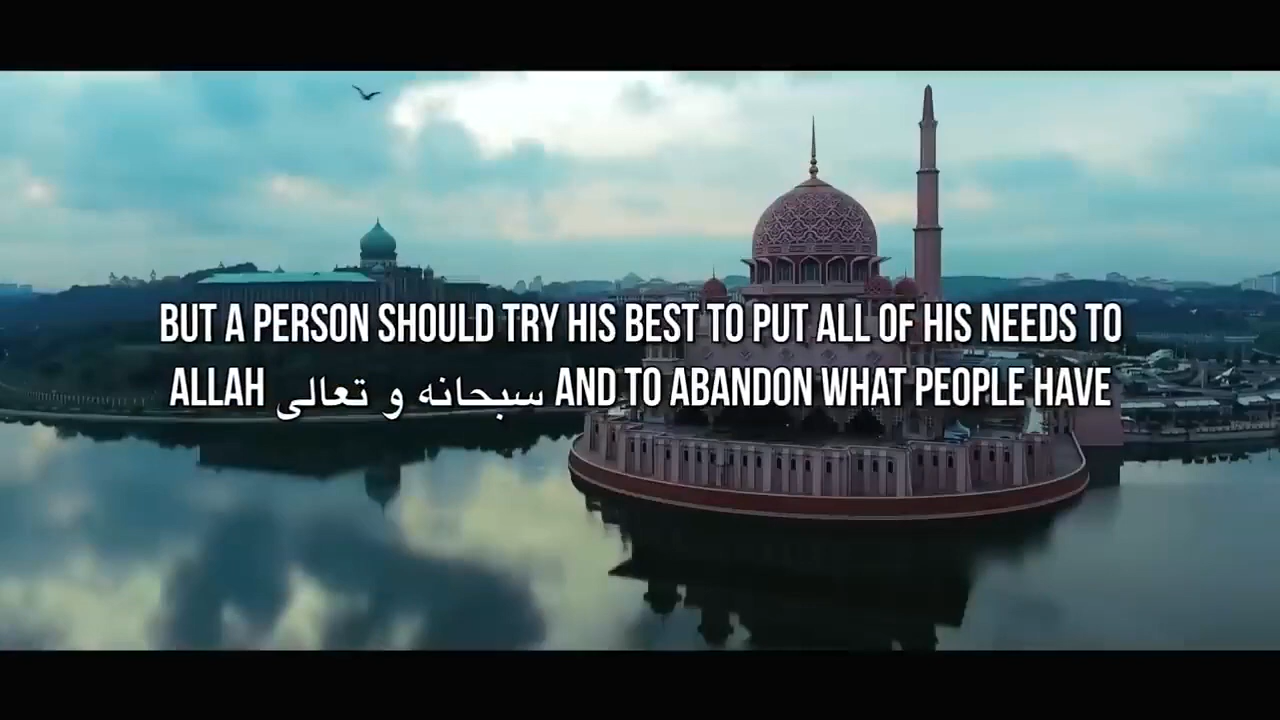 BUT A PERSON SHOULD TRY HIS BEST TO PUT ALL OF HIS NEEDS TO
ALLAH سبحانه و تعالى AND TO ABANDON WHAT PEOPLE HAVE